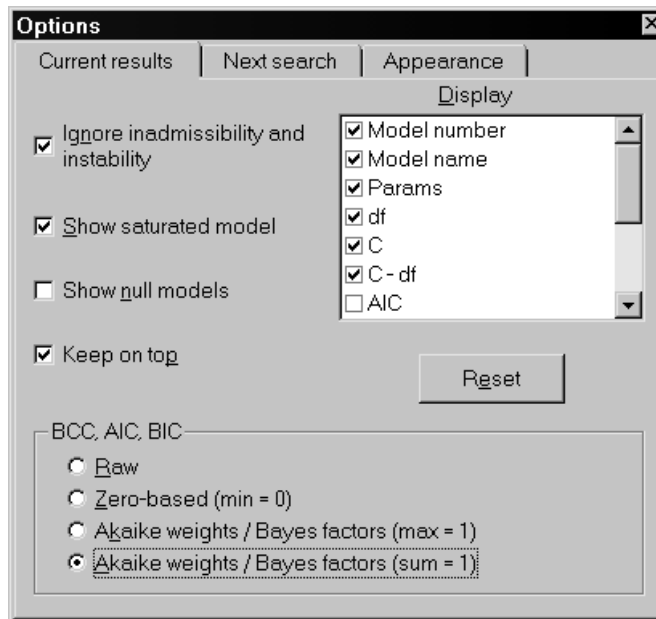 Options
Current results
Next search
Appearance
Display
Ignore inadmissibility and
instability
Show saturated model
Show null models
Keep on top
Model number
Model name
Params
df
C
C - df
AIC
Reset
BCC, AIC, BIC
Raw
Zero-based (min = 0)
Akaike weights / Bayes factors (max = 1)
Akaike weights / Bayes factors (sum = 1)